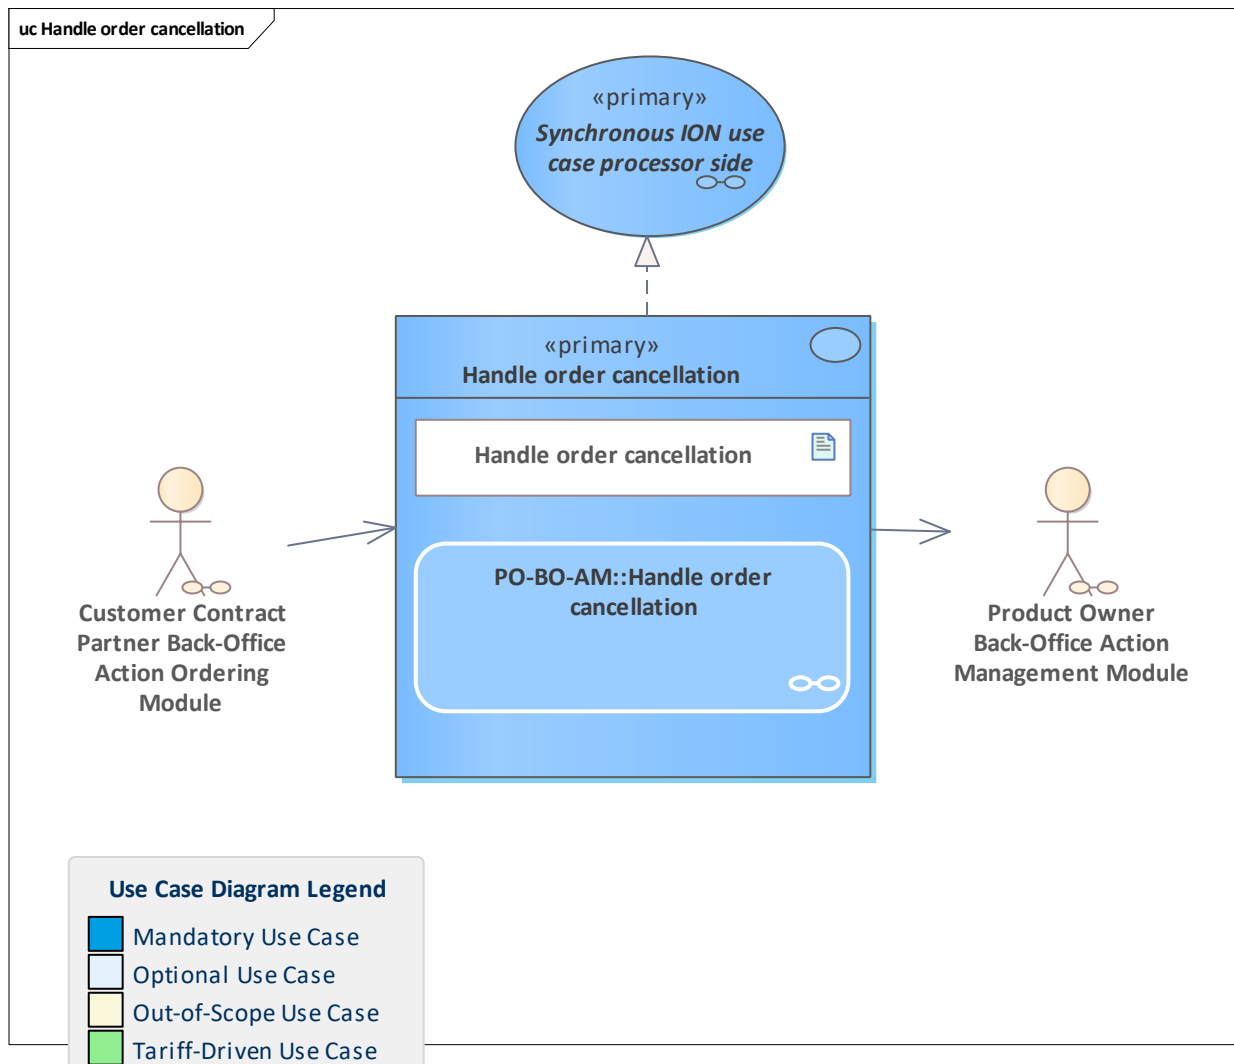 uc Handle order cancellation
«primary»
Synchronous ION use
case processor side
«primary»
Handle order cancellation
Handle order cancellation
PO-BO-AM::Handle order
cancellation
Customer Contract
Partner Back-Office
Action Ordering
Module
Product Owner
Back-Office Action
Management Module
Use Case Diagram Legend
Mandatory Use Case
Optional Use Case
Out-of-Scope Use Case
Tariff-Driven Use Case